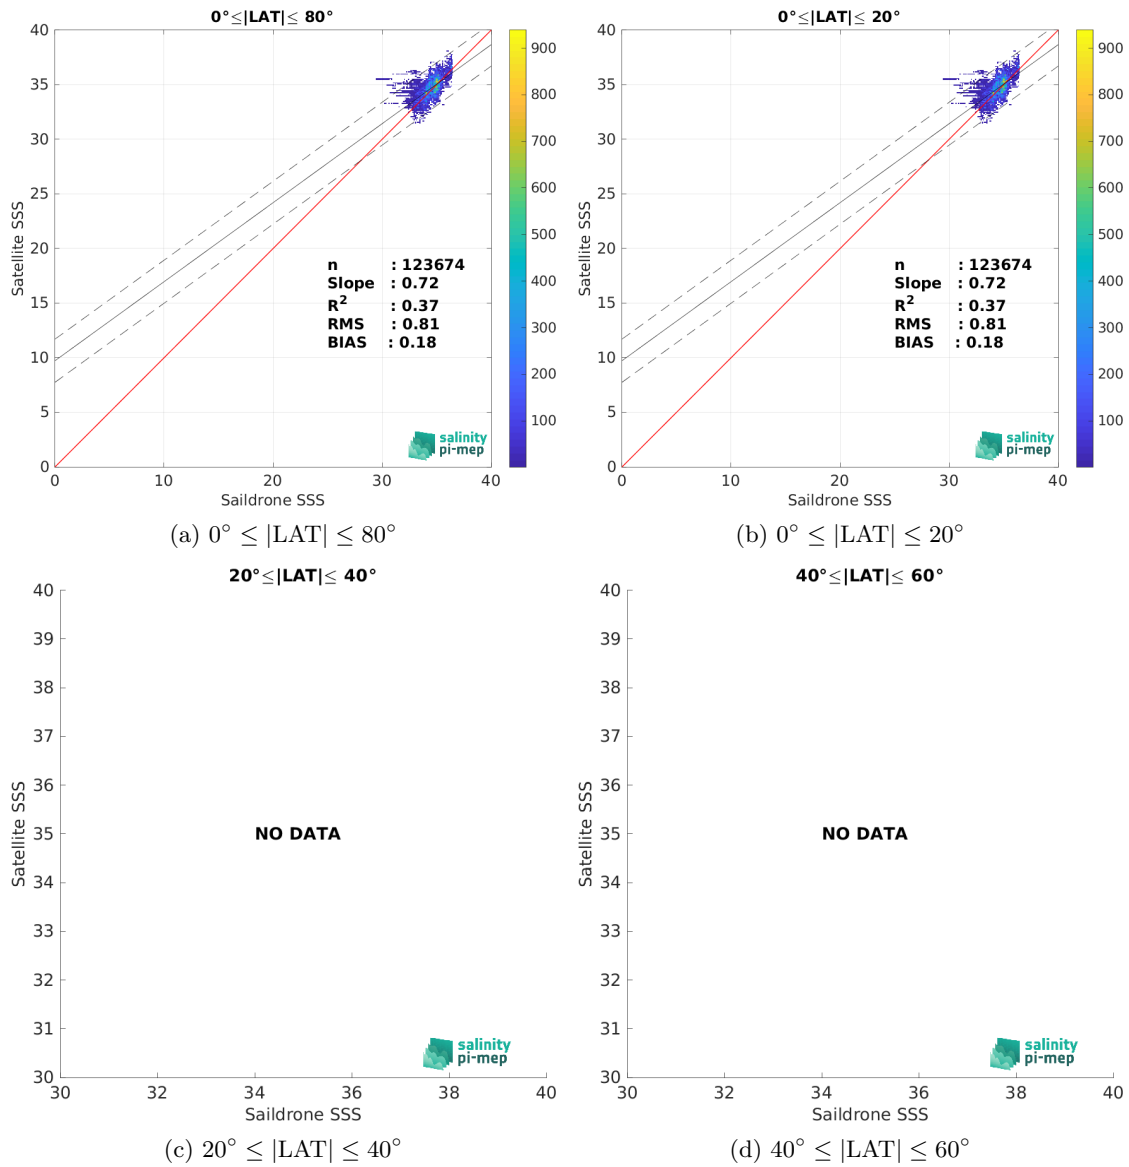 0°≤|LAT|≤ 80°
40
35
30
25
20
15
10
5
0
0
10
20
30
40
Satellite SSS
Saildrone SSS
n : 123674
Slope : 0.72
R² : 0.37
RMS : 0.81
BIAS : 0.18
salinity
pi-mep
900
800
700
600
500
400
300
200
100
(a) 0° ≤ |LAT| ≤ 80°
0°≤|LAT|≤ 20°
40
35
30
25
20
15
10
5
0
0
10
20
30
40
Satellite SSS
Saildrone SSS
n : 123674
Slope : 0.72
R² : 0.37
RMS : 0.81
BIAS : 0.18
salinity
pi-mep
900
800
700
600
500
400
300
200
100
(b) 0° ≤ |LAT| ≤ 20°
20°≤|LAT|≤ 40°
40
39
38
37
36
35
34
33
32
31
30
30
32
34
36
38
40
Satellite SSS
Saildrone SSS
NO DATA
salinity
pi-mep
(c) 20° ≤ |LAT| ≤ 40°
40°≤|LAT|≤ 60°
40
39
38
37
36
35
34
33
32
31
30
30
32
34
36
38
40
Satellite SSS
Saildrone SSS
NO DATA
salinity
pi-mep
(d) 40° ≤ |LAT| ≤ 60°